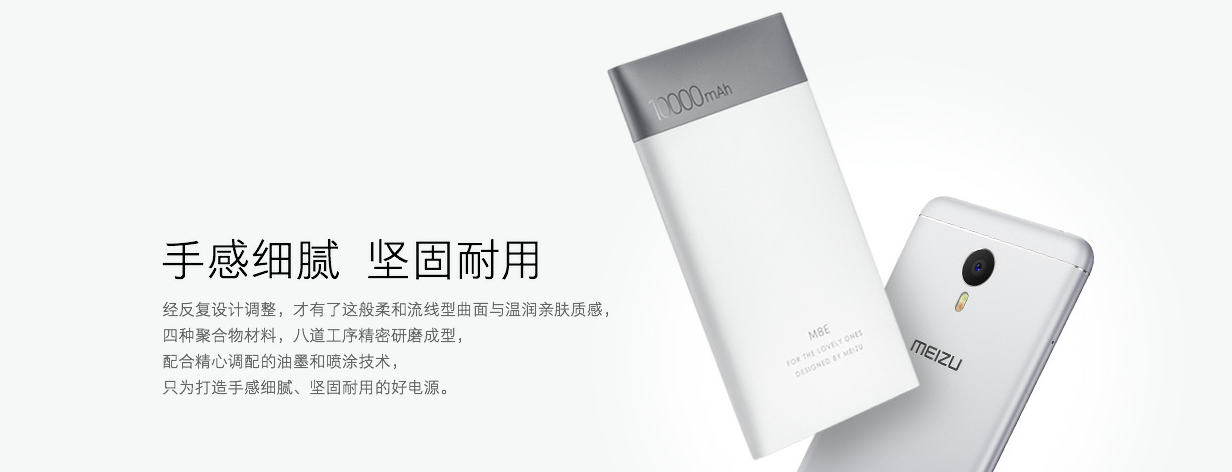 手感细腻 坚固耐用
经反复设计调整，才有了这般柔和流线型曲面与温润亲肤质感，
四种聚合物材料，八道工序精密研磨成型，
配合精心调配的油墨和喷涂技术，
只为打造手感细腻、坚固耐用的好电源。
10000mAh
M8E
FOR THE LOVELY ONES
DESIGNED BY MEIZU
MEIZU